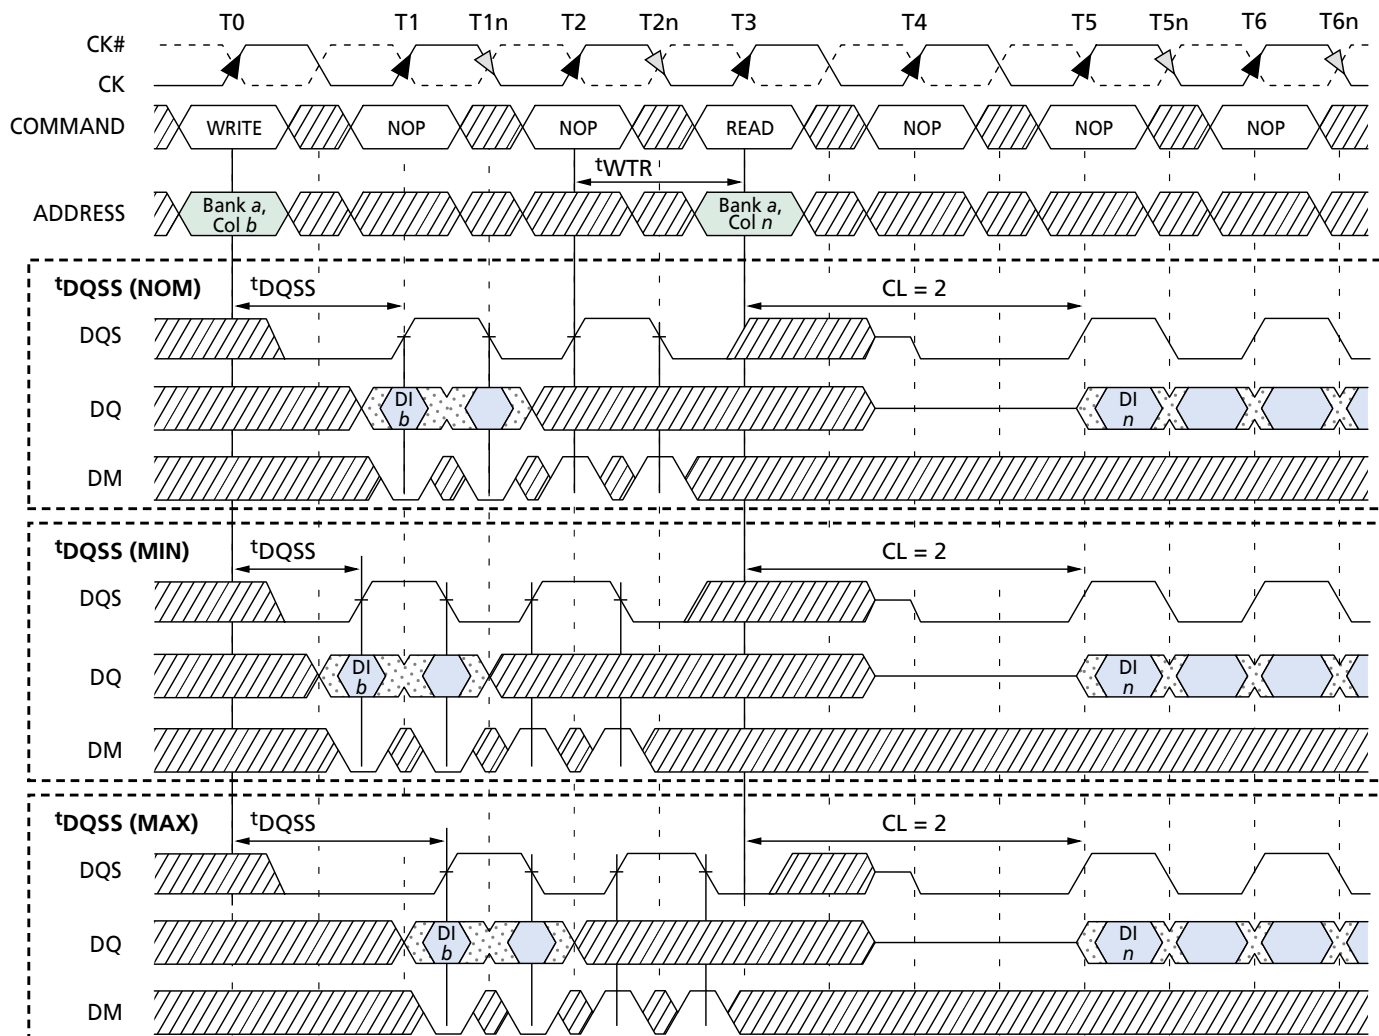 T0 T1 T1n T2 T2n T3 T4 T5 T5n T6 T6n
CK#
CK
COMMAND WRITE NOP NOP READ NOP NOP NOP
tWTR
ADDRESS Bank a, Col b Bank a, Col n
tDQSS (NOM) tDQSS CL = 2
DQS
DQ DI b DI n
DM
tDQSS (MIN) tDQSS CL = 2
DQS
DQ DI b DI n
DM
tDQSS (MAX) tDQSS CL = 2
DQS
DQ DI b DI n
DM